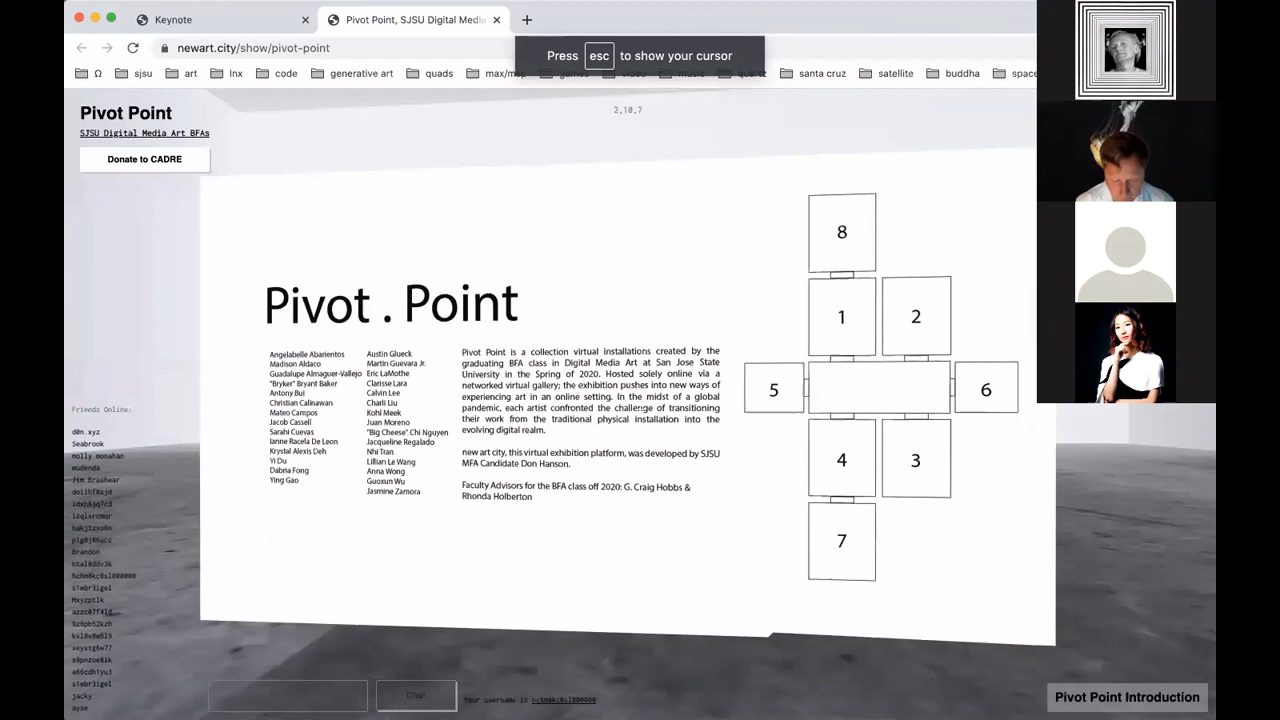 Keynote
Pivot Point, SJSU Digital Media
newart.city/show/pivot-point
Press esc to show your cursor
Ω sjsu art lnx code generative art quads santa cruz satellite buddha space
Pivot Point
SJSU Digital Media Art BFAs
Donate to CADRE
2,10,7
Pivot . Point
Angelabelle Abarientos
Madison Aldaco
Guadalupe Almaguer-Vallejo
"Bryker" Bryant Baker
Antony Bui
Christian Calinawan
Mateo Campos
Jacob Cassell
Sarahi Cuevas
Ianne Racela De Leon
Krystal Alexis Deh
Yi Du
Dabria Fong
Ying Gao
Austin Glueck
Martin Guevara Jr.
Eric LaMothe
Clarisse Lara
Calvin Lee
Charli Liu
Kohl Meek
Juan Moreno
"Big Cheese" Chi Nguyen
Jacqueline Regalado
Nhi Tran
Lillian Le Wang
Anna Wong
Guoxun Wu
Jasmine Zamora
Pivot Point is a collection virtual installations created by the
graduating BFA class in Digital Media Art at San Jose State
University in the Spring of 2020. Hosted solely online via a
networked virtual gallery; the exhibition pushes into new ways of
experiencing art in an online setting. In the midst of a global
pandemic, each artist confronted the challenge of transitioning
their work from the traditional physical installation into the
evolving digital realm.
new art city, this virtual exhibition platform, was developed by SJSU
MFA Candidate Don Hanson.
Faculty Advisors for the BFA class off 2020: G. Craig Hobbs &
Rhonda Holberton
8
1 2
5 6
4 3
7
Friends Online:
d0n.xyz
Seabrook
molly monahan
mudenda
Jim Brashear
Brandon
Mxyzptlk
jacky
ayse
Chat
Your username is
Pivot Point Introduction